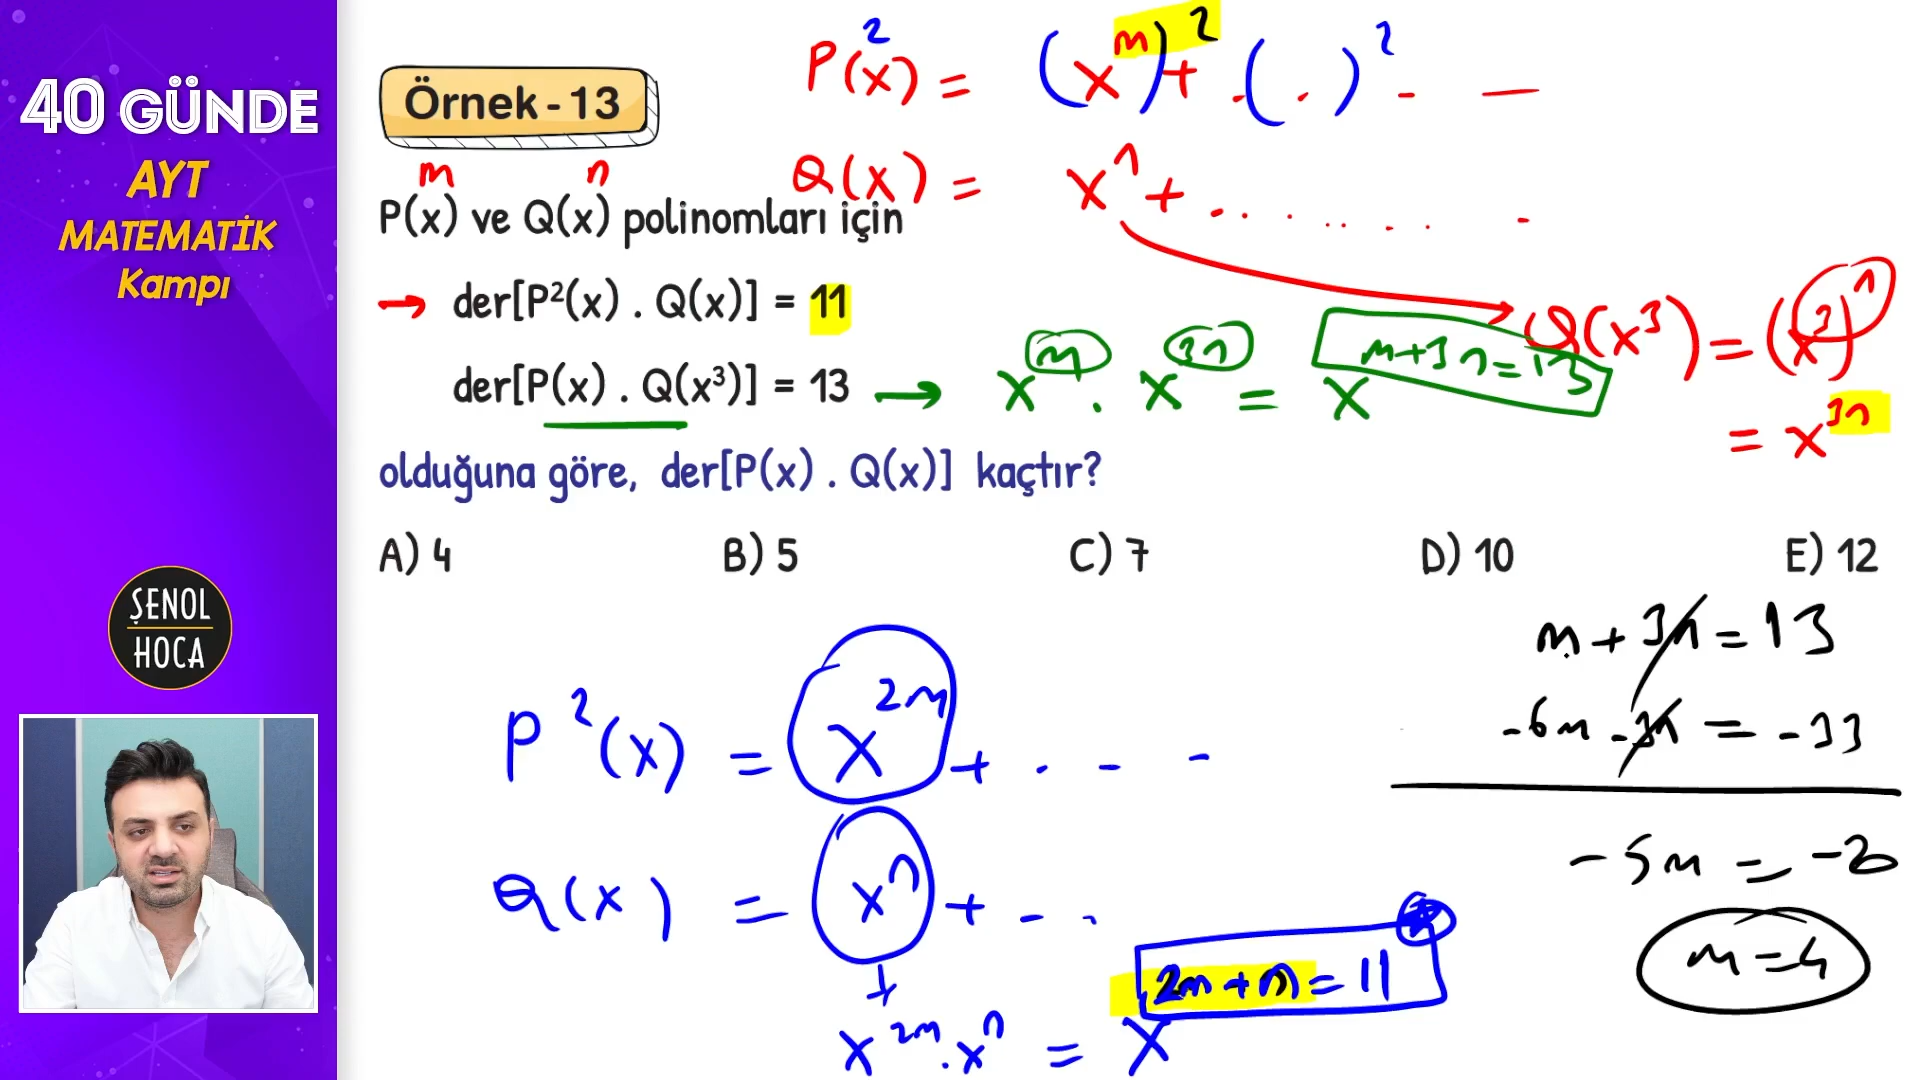 40 GÜNDE
AYT
MATEMATİK
Kampı
ŞENOL
HOCA
Örnek - 13
P(x²) = (x^m)² + . ( . )² - —
m n
Q(x) = x^n + . . . . . . . .
P(x) ve Q(x) polinomları için
→ der[P²(x) . Q(x)] = 11
der[P(x) . Q(x³)] = 13 → x^m . x^3n = x^m+3n=13
Q(x³) = (x³)^n
= x^3n
olduğuna göre, der[P(x) . Q(x)] kaçtır?
A) 4 B) 5 C) 7 D) 10 E) 12
P²(x) = x^2m + . - -
Q(x) = x^n + - . .
x^2m . x^n = x^2m+n=11
m + 3n = 13
-6m - 3n = -33
-5m = -20
m = 4